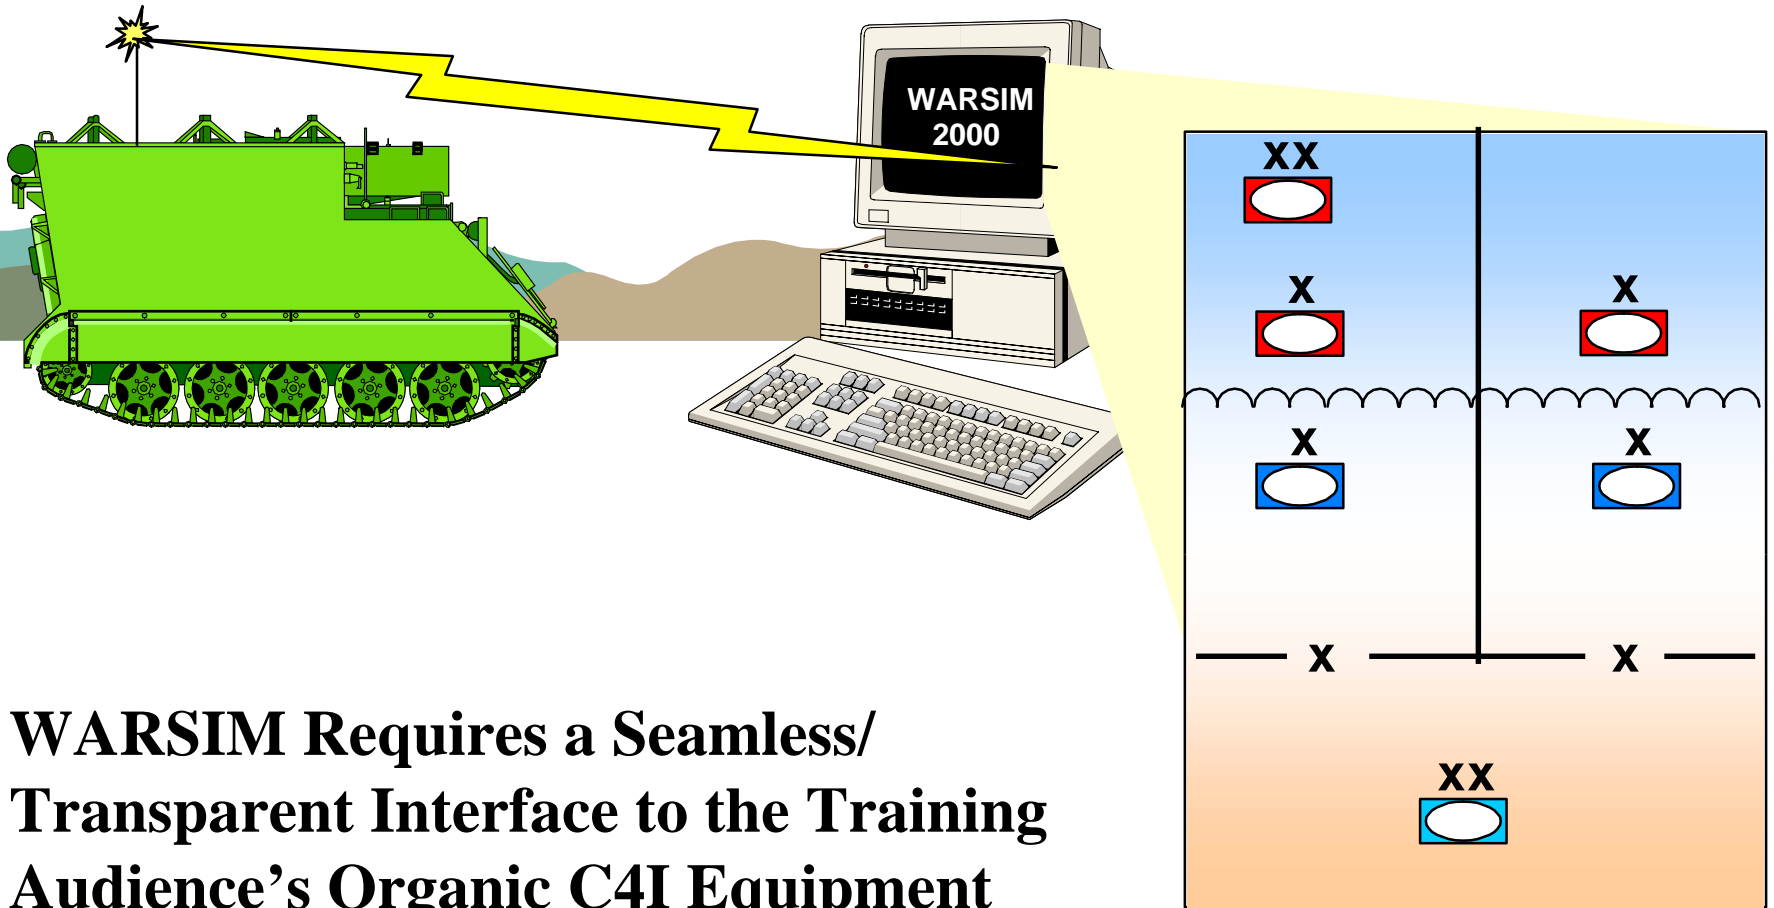 WARSIM
2000
XX
X X
X X
X X
XX
WARSIM Requires a Seamless/
Transparent Interface to the Training
Audience’s Organic C4I Equipment